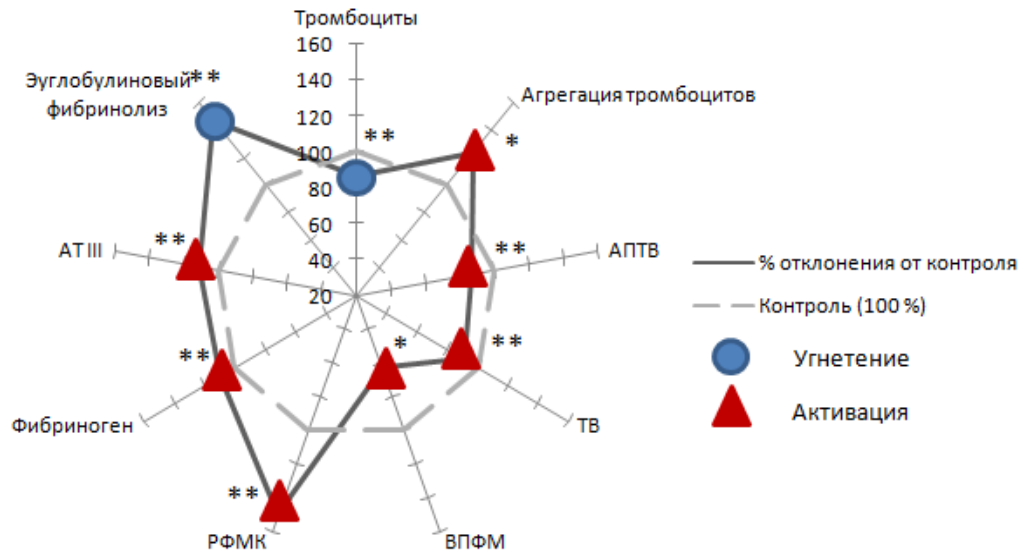 Тромбоциты
160
140
120
100
80
60
40
20
**
Агрегация тромбоцитов
*
АПТВ
**
ТВ
**
ВПФМ
*
РФМК
**
Фибриноген
**
АТ III
**
Эуглобулиновый
фибринолиз
**
% отклонения от контроля
Контроль (100 %)
Угнетение
Активация